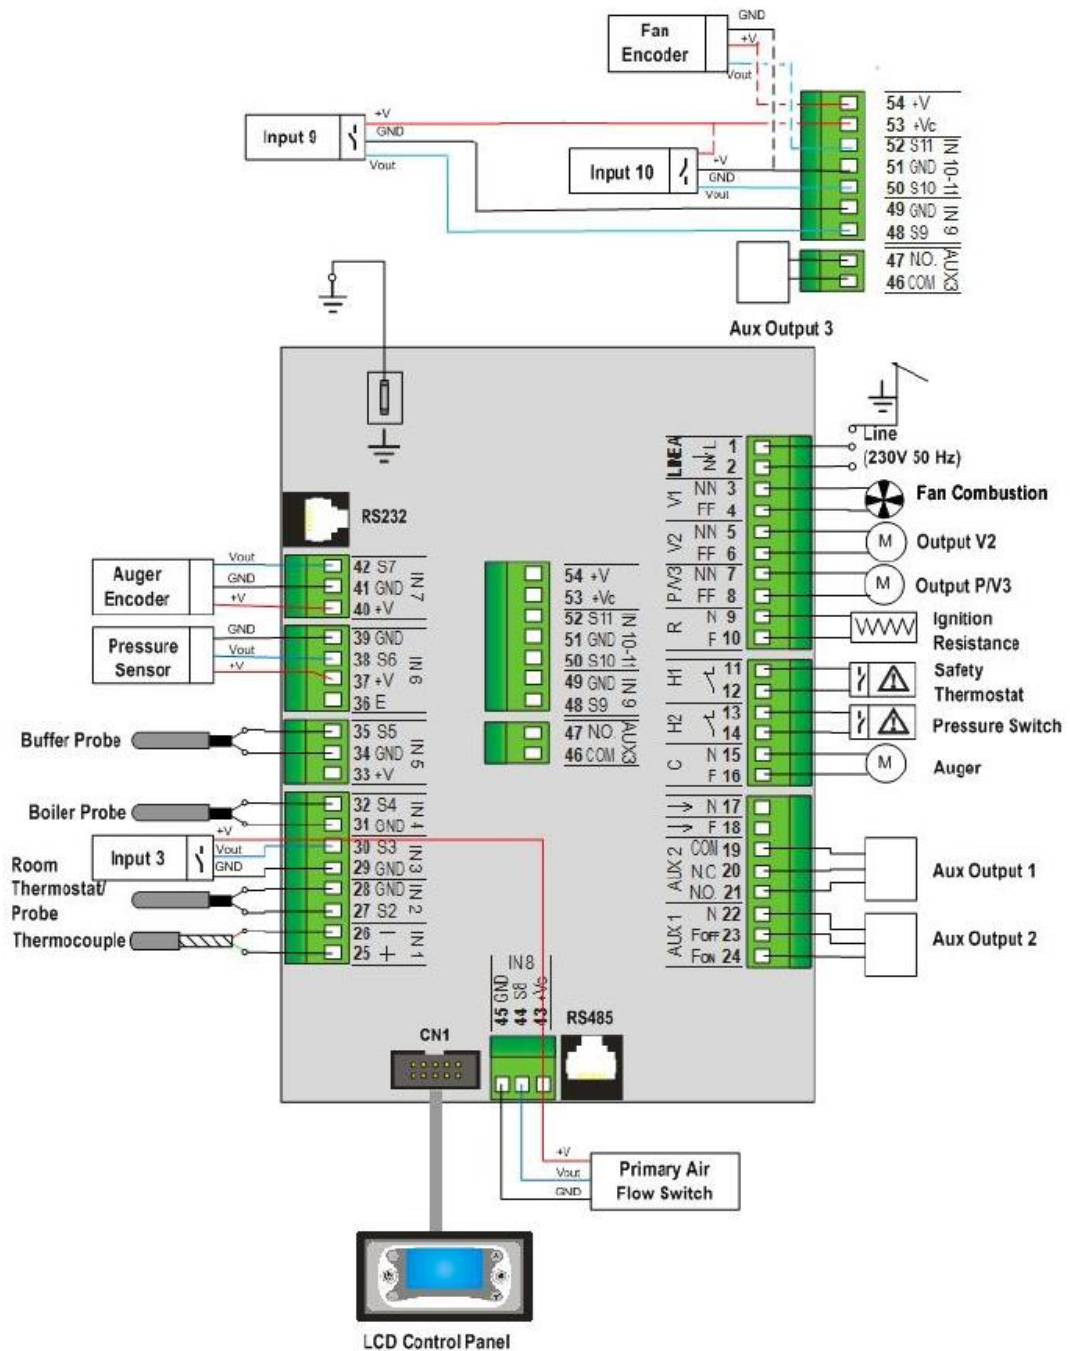 Fan
Encoder
GND
+V
Vout
Input 9
+V
GND
Vout
Input 10
+V
GND
Vout
54 +V
53 +Vc
52 S11
51 GND
50 S10
IN 10-11
49 GND
48 S9
IN 9
47 N.O.
46 COM
AUX3
Aux Output 3
RS232
Auger
Encoder
Vout
GND
+V
42 S7
41 GND
40 +V
IN 7
Pressure
Sensor
GND
Vout
+V
39 GND
38 S6
37 +V
36 E
IN 6
Buffer Probe
35 S5
34 GND
33 +V
IN 5
Boiler Probe
32 S4
31 GND
IN 4
Input 3
+V
Vout
GND
30 S3
29 GND
IN 3
Room
Thermostat/
Probe
28 GND
27 S2
IN 2
Thermocouple
26 –
25 +
IN 1
54 +V
53 +Vc
52 S11
51 GND
50 S10
IN 10-11
49 GND
48 S9
IN 9
47 N.O.
46 COM
AUX3
LINEA
L 1
N 2
Line
(230V 50 Hz)
V1
NN 3
FF 4
Fan Combustion
V2
NN 5
FF 6
M
Output V2
P/V3
NN 7
FF 8
M
Output P/V3
R
N 9
F 10
Ignition
Resistance
H1
11
12
Safety
Thermostat
H2
13
14
Pressure Switch
C
N 15
F 16
M
Auger
N 17
F 18
AUX 2
COM 19
N.C 20
N.O. 21
Aux Output 1
AUX 1
N 22
FOFF 23
FON 24
Aux Output 2
IN 8
45 GND
44 S8
43 +Vc
RS485
CN1
+V
Vout
GND
Primary Air
Flow Switch
LCD Control Panel